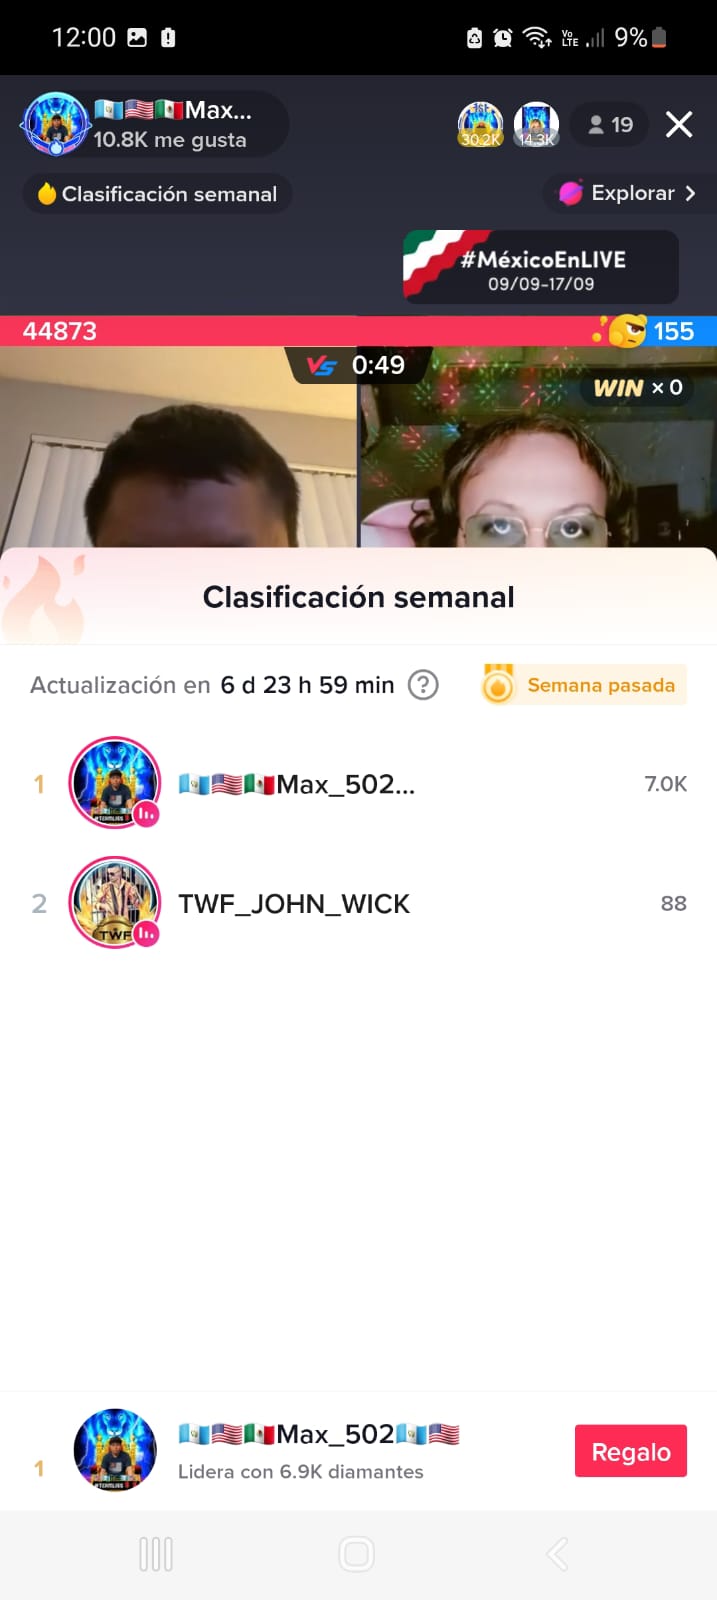 12:00
Vo
LTE
9%
🇬🇹🇺🇸🇲🇽Max...
10.8K me gusta
1st
30.2K
14.3K
19
Clasificación semanal
Explorar
#MéxicoEnLIVE
09/09-17/09
44873
155
VS 0:49
WIN × 0
Clasificación semanal
Actualización en 6 d 23 h 59 min
Semana pasada
1 🇬🇹🇺🇸🇲🇽Max_502... 7.0K
2 TWF_JOHN_WICK 88
TWF
1
🇬🇹🇺🇸🇲🇽Max_502🇬🇹🇺🇸
Lidera con 6.9K diamantes
Regalo